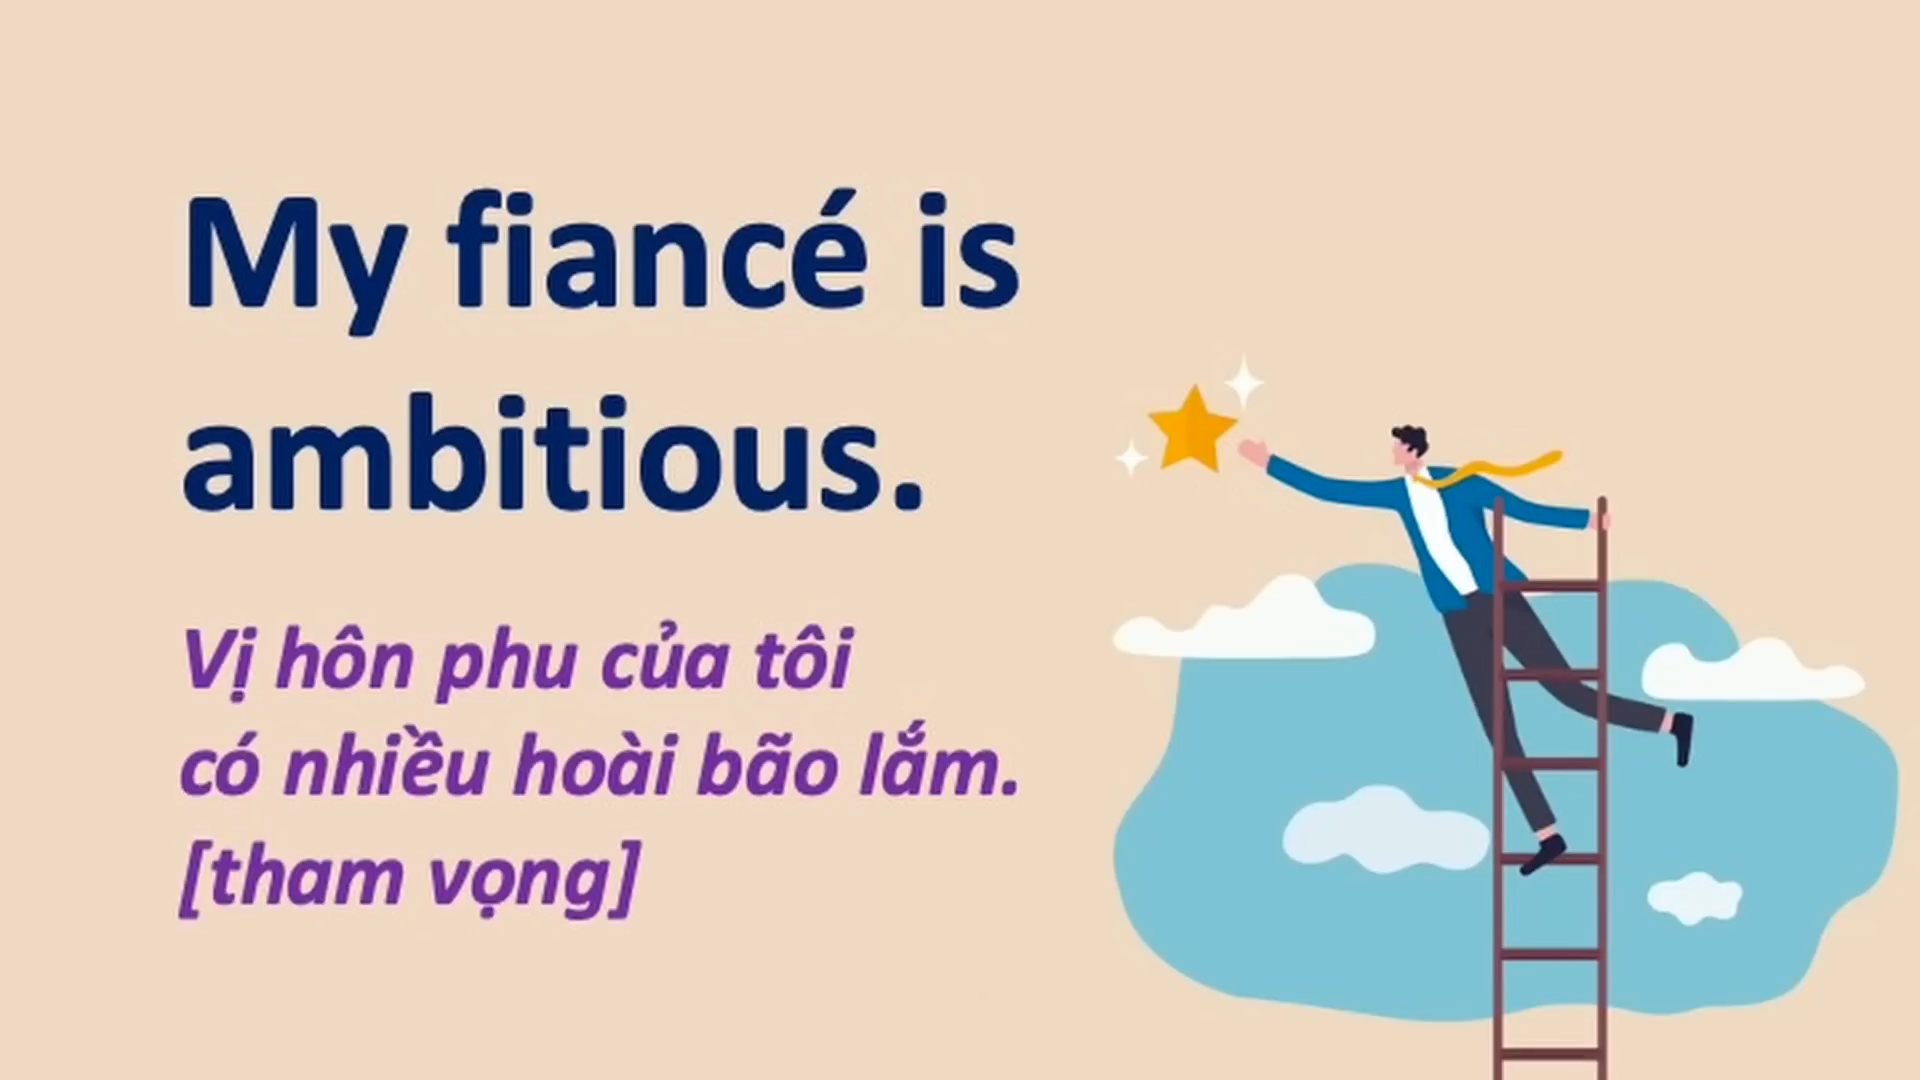 My fiancé is
ambitious.
Vị hôn phu của tôi
có nhiều hoài bão lắm.
[tham vọng]